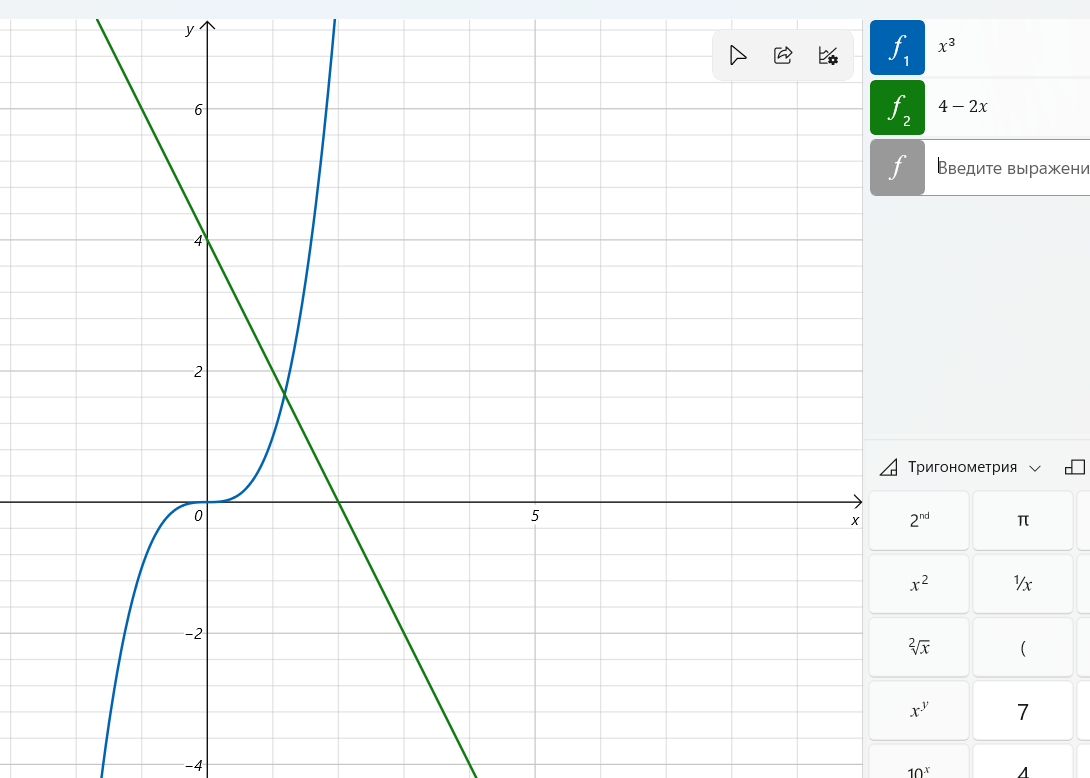 y
6
4
2
0
5
x
−2
−4
f₁ x³
f₂ 4 − 2x
f Введите выражени
Тригонометрия
2ⁿᵈ π
x² ¹⁄x
²√x (
xʸ 7
10ˣ 4